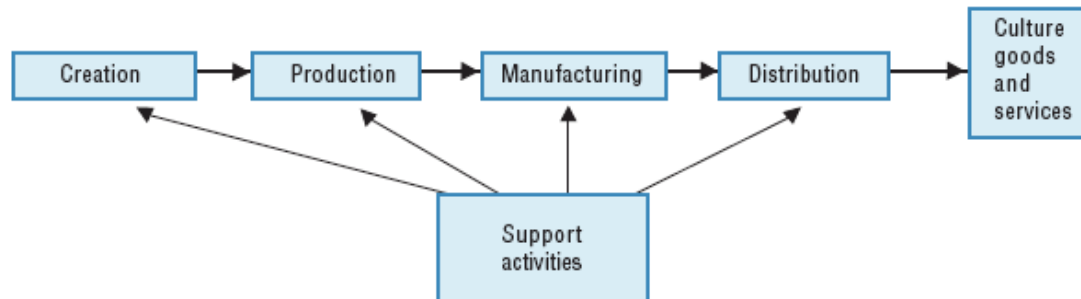 Creation
Production
Manufacturing
Distribution
Culture
goods
and
services
Support
activities